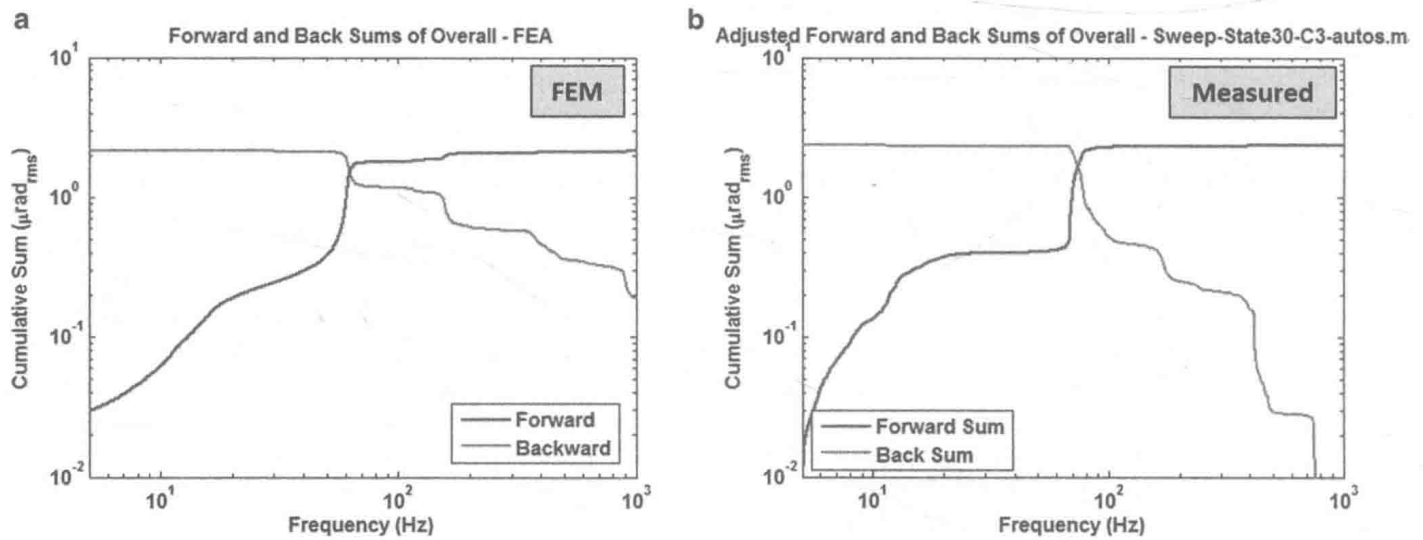 a
Forward and Back Sums of Overall - FEA
10^1
10^0
10^-1
10^-2
Cumulative Sum (μrad_rms)
FEM
Forward
Backward
10^1
10^2
10^3
Frequency (Hz)
b
Adjusted Forward and Back Sums of Overall - Sweep-State30-C3-autos.m
10^1
10^0
10^-1
10^-2
Cumulative Sum (μrad_rms)
Measured
Forward Sum
Back Sum
10^1
10^2
10^3
Frequency (Hz)